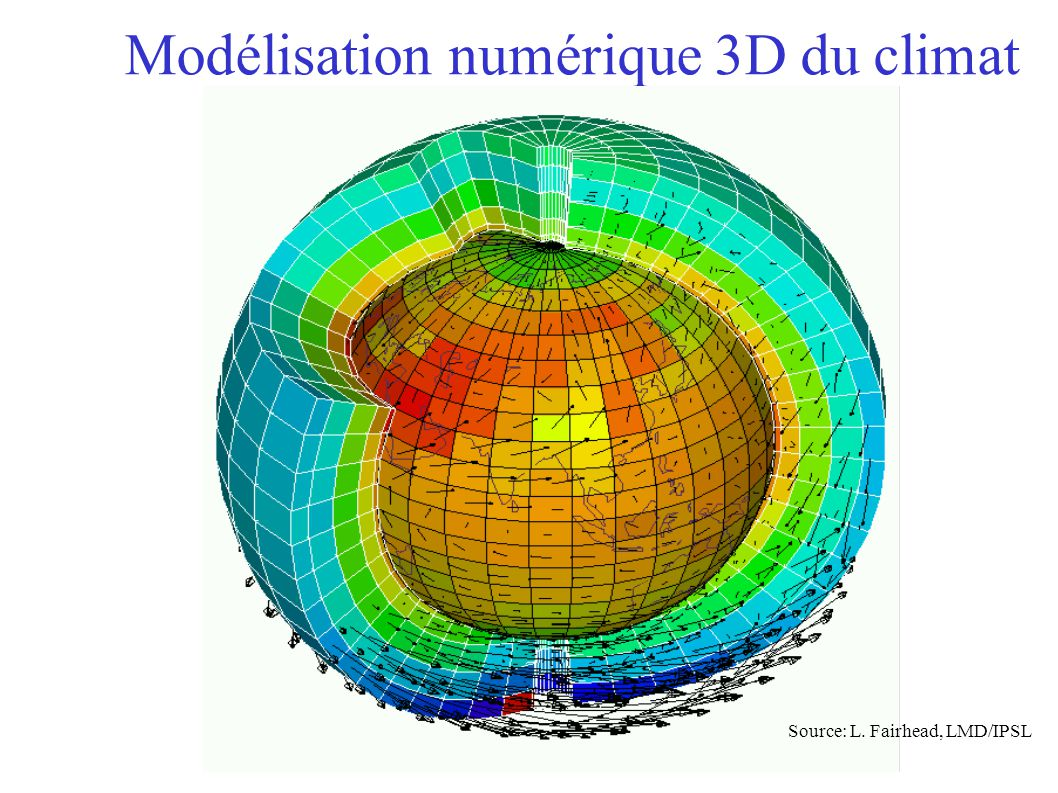 Modélisation numérique 3D du climat
Source: L. Fairhead, LMD/IPSL